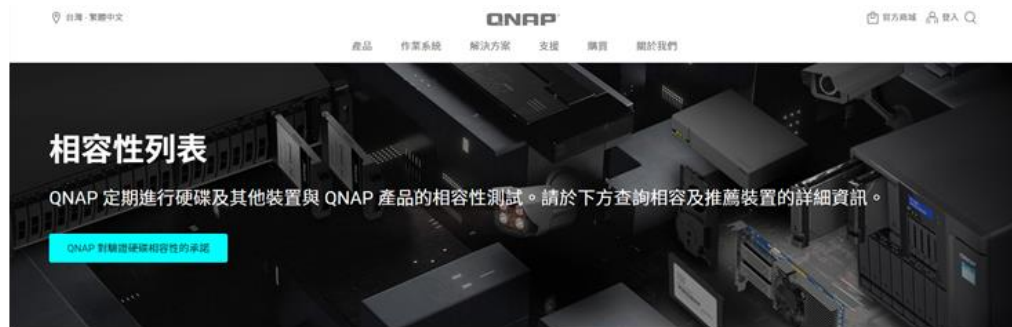 台灣 - 繁體中文
QNAP
官方商城 登入
產品 作業系統 解決方案 支援 購買 關於我們
相容性列表
QNAP 定期進行硬碟及其他裝置與 QNAP 產品的相容性測試。請於下方查詢相容及推薦裝置的詳細資訊。
QNAP 對驗證硬碟相容性的承諾